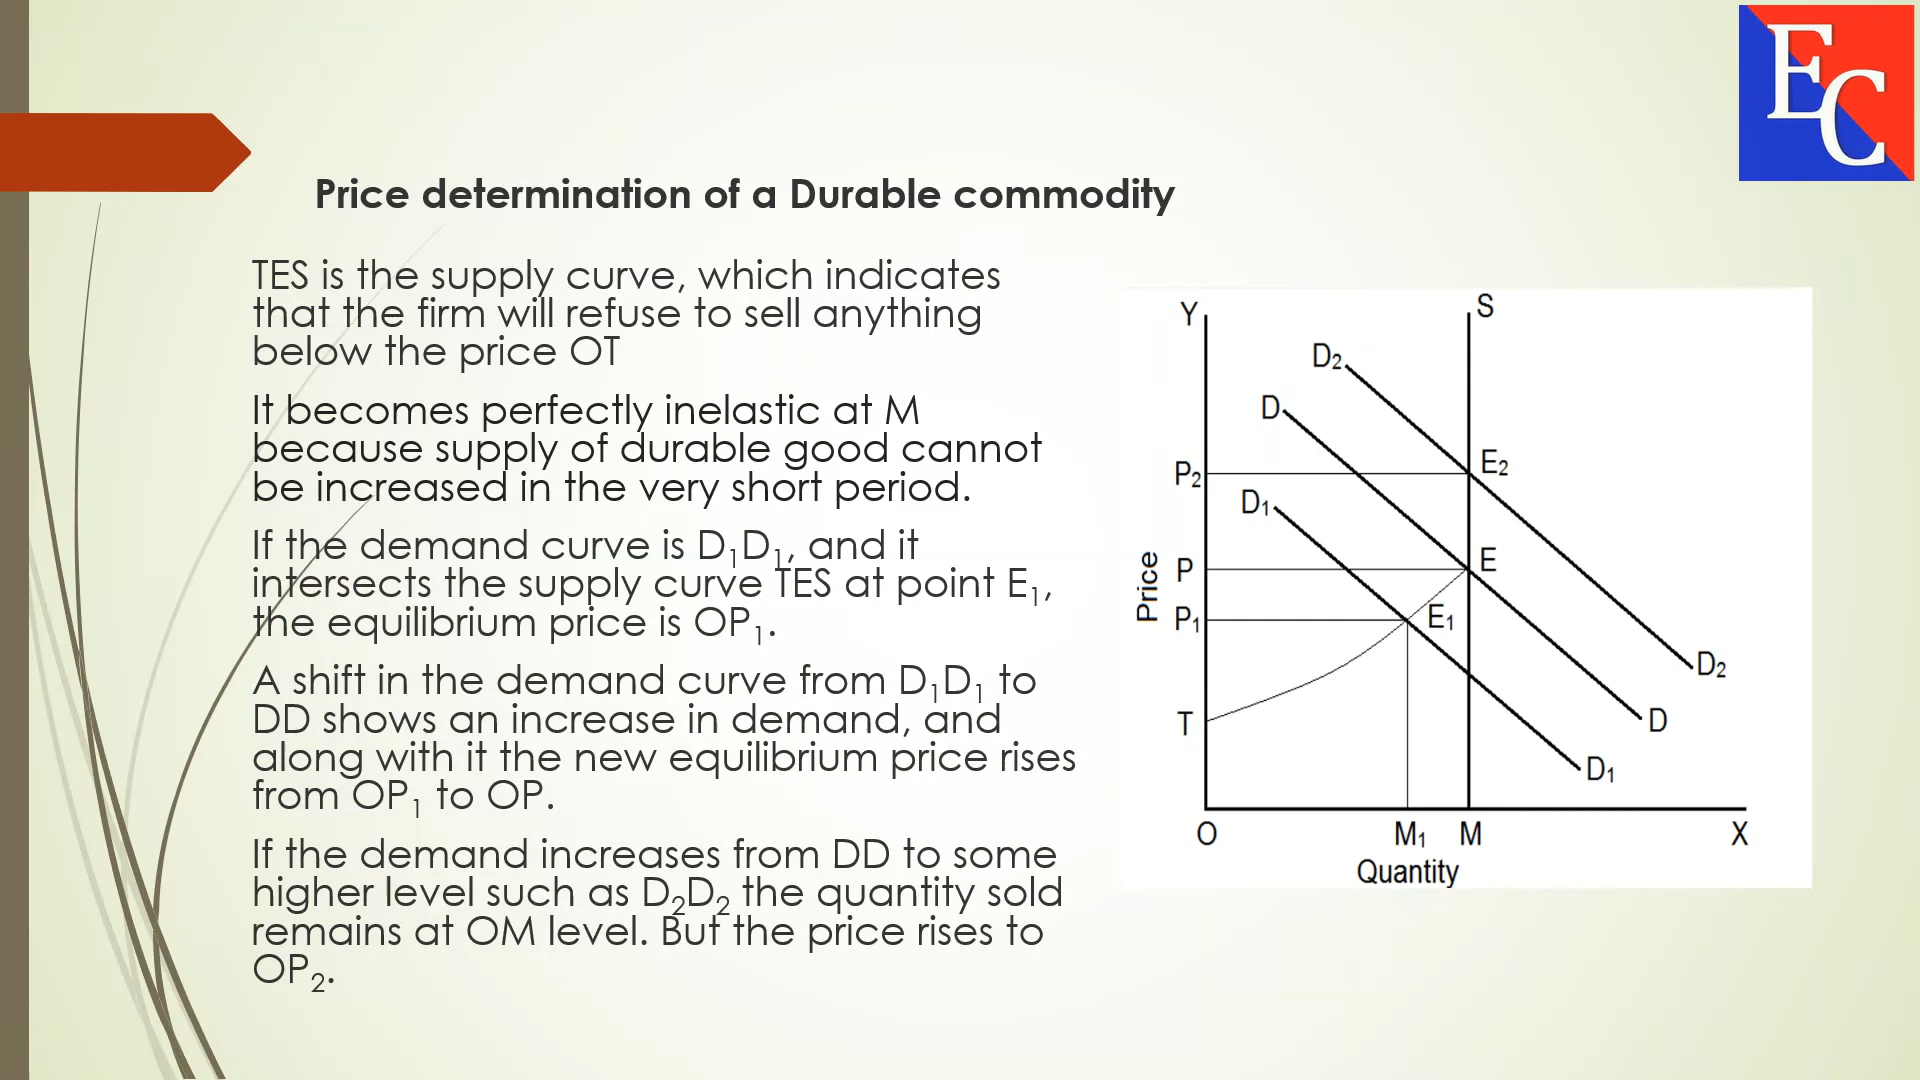 EC
Price determination of a Durable commodity
TES is the supply curve, which indicates
that the firm will refuse to sell anything
below the price OT
It becomes perfectly inelastic at M
because supply of durable good cannot
be increased in the very short period.
If the demand curve is D₁D₁, and it
intersects the supply curve TES at point E₁,
the equilibrium price is OP₁.
A shift in the demand curve from D₁D₁ to
DD shows an increase in demand, and
along with it the new equilibrium price rises
from OP₁ to OP.
If the demand increases from DD to some
higher level such as D₂D₂ the quantity sold
remains at OM level. But the price rises to
OP₂.
Y
S
D₂
D
P₂
E₂
D₁
Price
P
E
P₁
E₁
D₂
T
D
D₁
O
M₁
M
X
Quantity